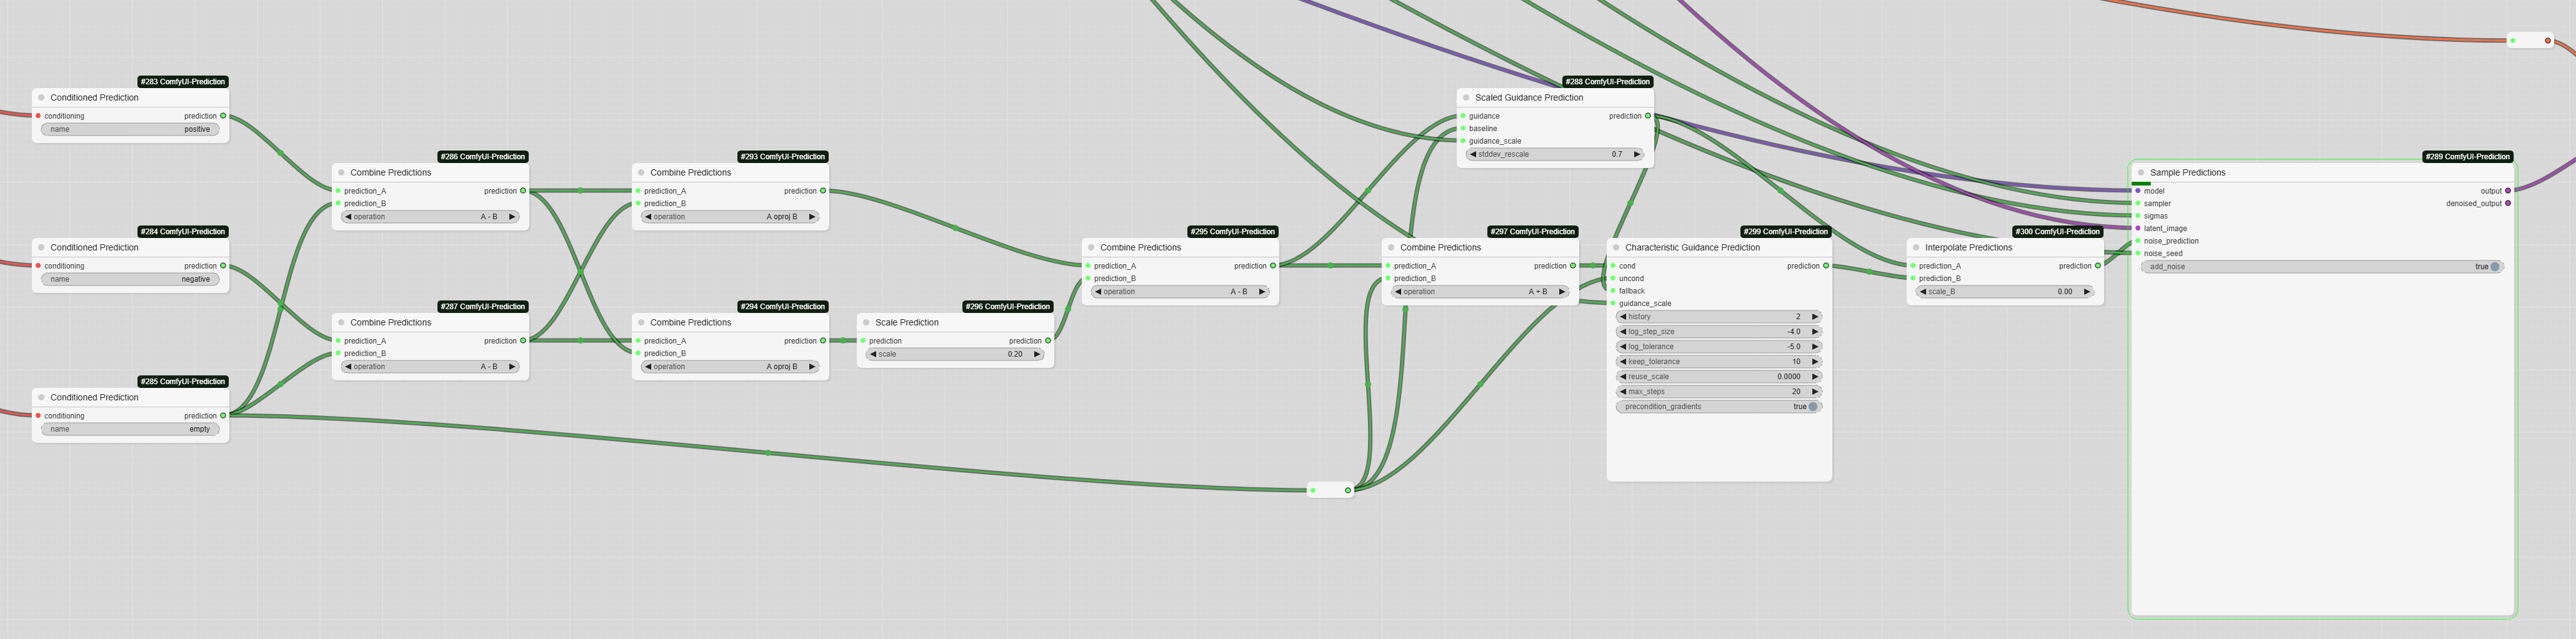 #283 ComfyUI-Prediction
Conditioned Prediction
conditioning prediction
name positive
#284 ComfyUI-Prediction
Conditioned Prediction
conditioning prediction
name negative
#285 ComfyUI-Prediction
Conditioned Prediction
conditioning prediction
name empty
#286 ComfyUI-Prediction
Combine Predictions
prediction_A prediction
prediction_B
operation A - B
#287 ComfyUI-Prediction
Combine Predictions
prediction_A prediction
prediction_B
operation A - B
#293 ComfyUI-Prediction
Combine Predictions
prediction_A prediction
prediction_B
operation A oproj B
#294 ComfyUI-Prediction
Combine Predictions
prediction_A prediction
prediction_B
operation A oproj B
#296 ComfyUI-Prediction
Scale Prediction
prediction prediction
scale 0.20
#295 ComfyUI-Prediction
Combine Predictions
prediction_A prediction
prediction_B
operation A - B
#288 ComfyUI-Prediction
Scaled Guidance Prediction
guidance prediction
baseline
guidance_scale
stddev_rescale 0.7
#297 ComfyUI-Prediction
Combine Predictions
prediction_A prediction
prediction_B
operation A + B
#299 ComfyUI-Prediction
Characteristic Guidance Prediction
cond prediction
uncond
fallback
guidance_scale
history 2
log_step_size -4.0
log_tolerance -5.0
keep_tolerance 10
reuse_scale 0.0000
max_steps 20
precondition_gradients true
#300 ComfyUI-Prediction
Interpolate Predictions
prediction_A prediction
prediction_B
scale_B 0.00
#289 ComfyUI-Prediction
Sample Predictions
model output
sampler denoised_output
sigmas
latent_image
noise_prediction
noise_seed
add_noise true